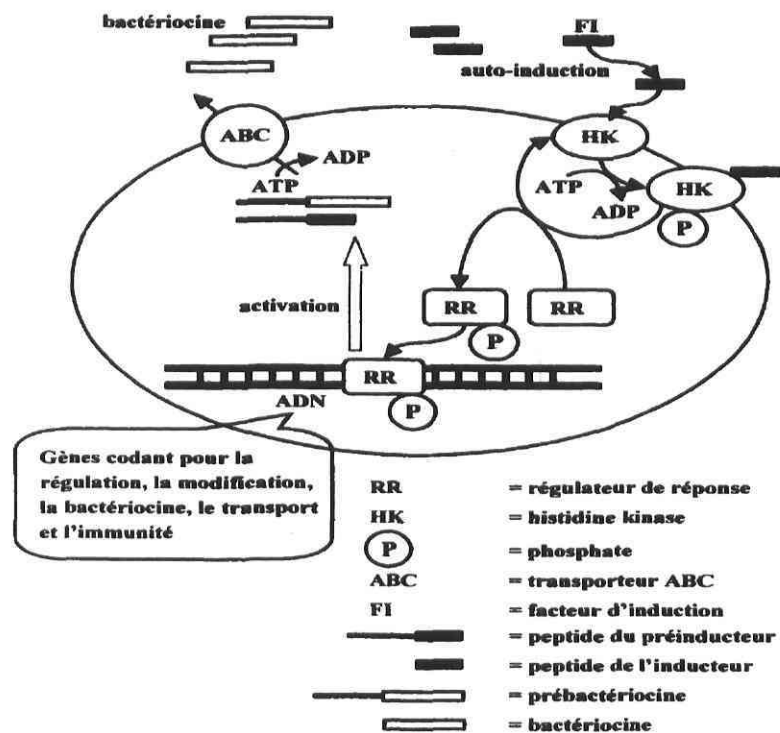 bactériocine
FI
auto-induction
ABC
ADP
ATP
HK
ATP
ADP
HK
P
activation
RR
RR
P
RR
ADN
P
Gènes codant pour la
régulation, la modification,
la bactériocine, le transport
et l'immunité
RR = régulateur de réponse
HK = histidine kinase
P = phosphate
ABC = transporteur ABC
FI = facteur d'induction
= peptide du préinducteur
= peptide de l'inducteur
= prébactériocine
= bactériocine